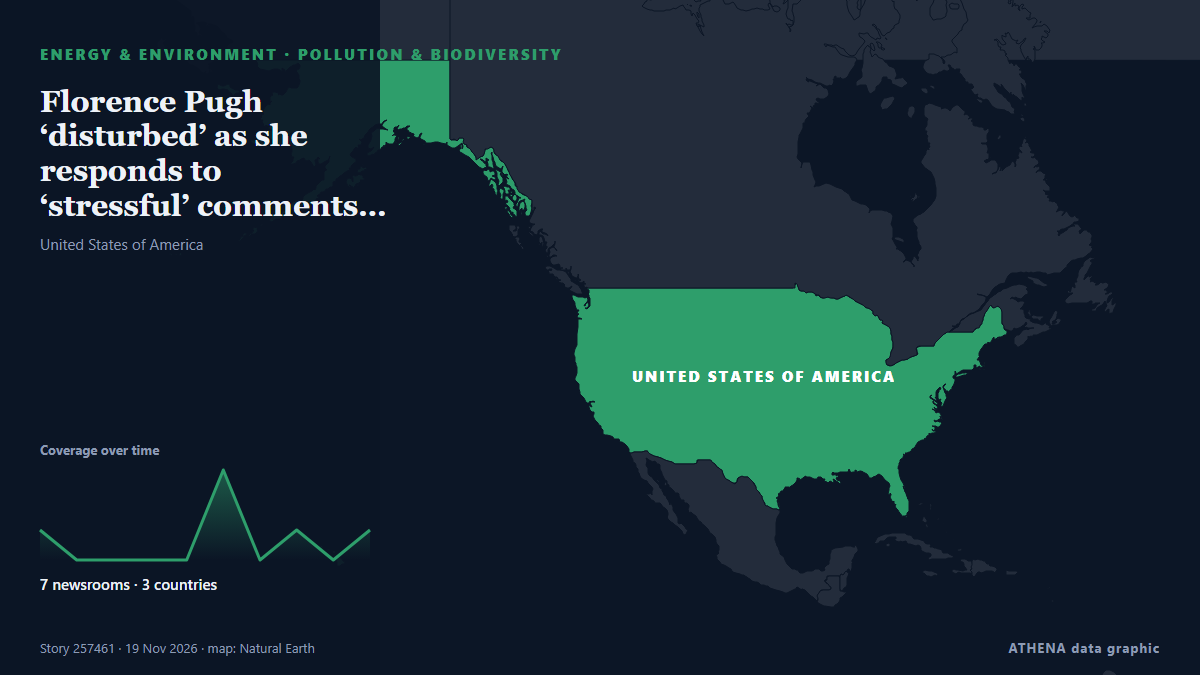 ENERGY & ENVIRONMENT · POLLUTION & BIODIVERSITY
Florence Pugh
‘disturbed’ as she
responds to
‘stressful’ comments…
United States of America
UNITED STATES OF AMERICA
Coverage over time
7 newsrooms · 3 countries
Story 257461 · 19 Nov 2026 · map: Natural Earth
ATHENA data graphic